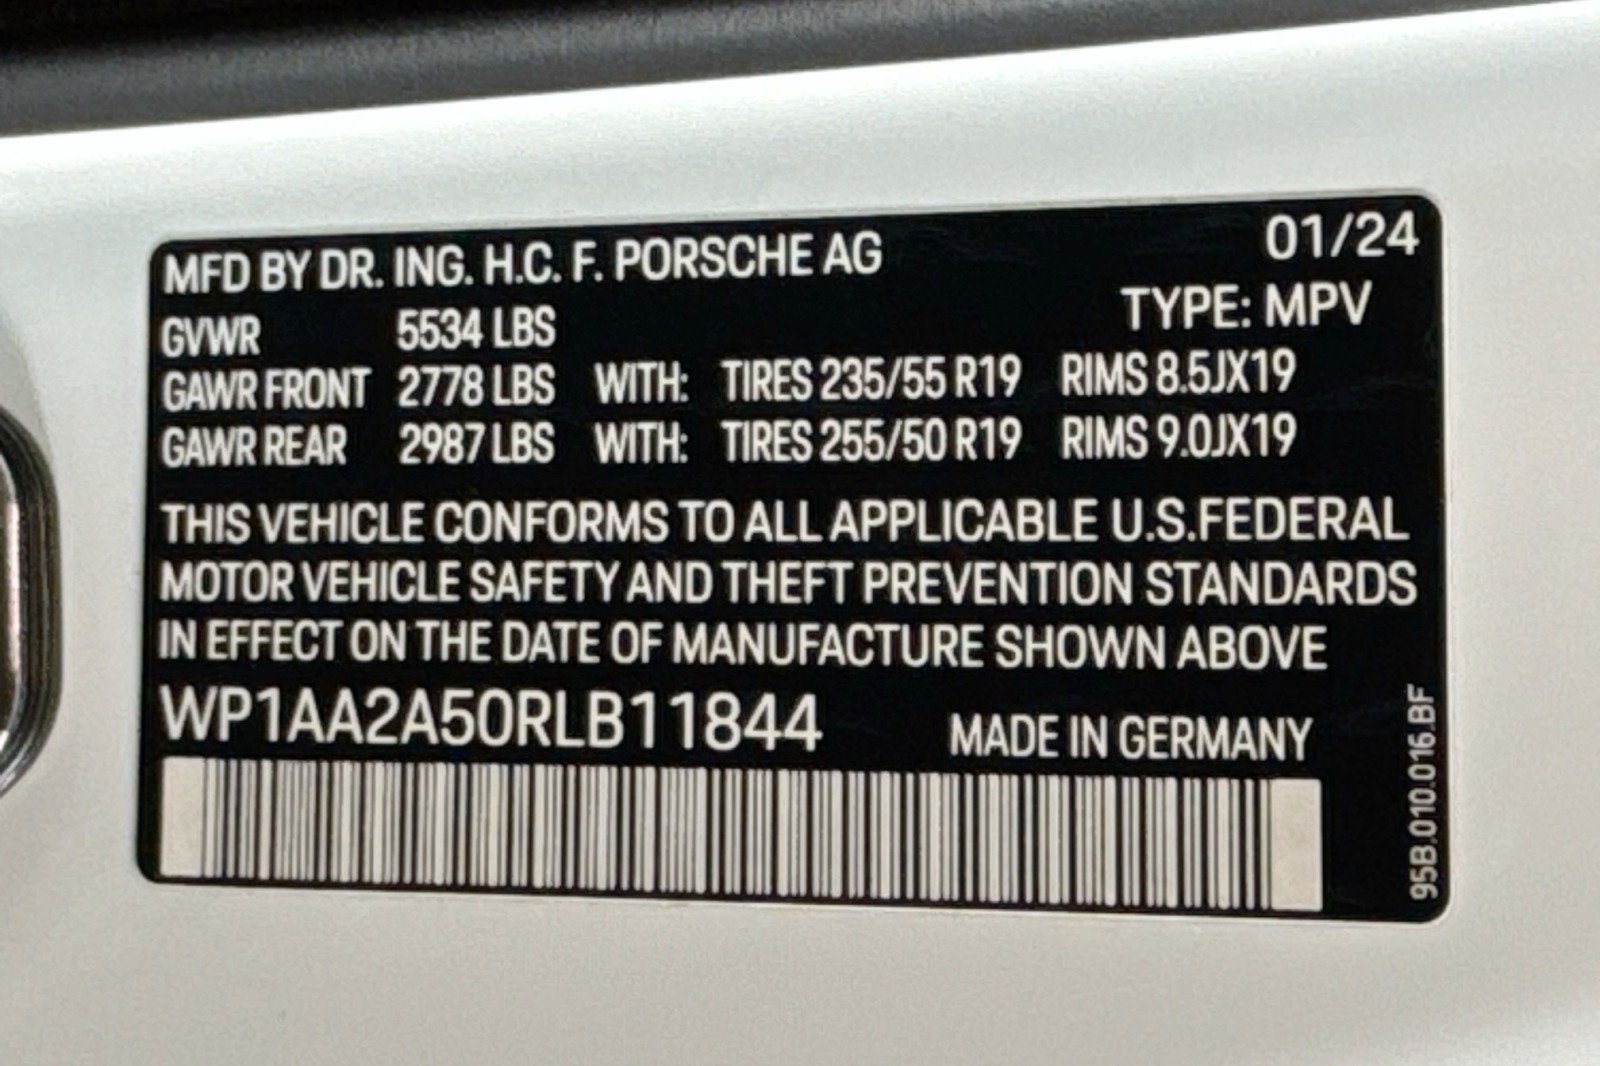 MFD BY DR. ING. H.C. F. PORSCHE AG 01/24
TYPE: MPV
GVWR 5534 LBS
GAWR FRONT 2778 LBS WITH: TIRES 235/55 R19 RIMS 8.5JX19
GAWR REAR 2987 LBS WITH: TIRES 255/50 R19 RIMS 9.0JX19
THIS VEHICLE CONFORMS TO ALL APPLICABLE U.S.FEDERAL
MOTOR VEHICLE SAFETY AND THEFT PREVENTION STANDARDS
IN EFFECT ON THE DATE OF MANUFACTURE SHOWN ABOVE
WP1AA2A50RLB11844 MADE IN GERMANY
95B.010.016.BF